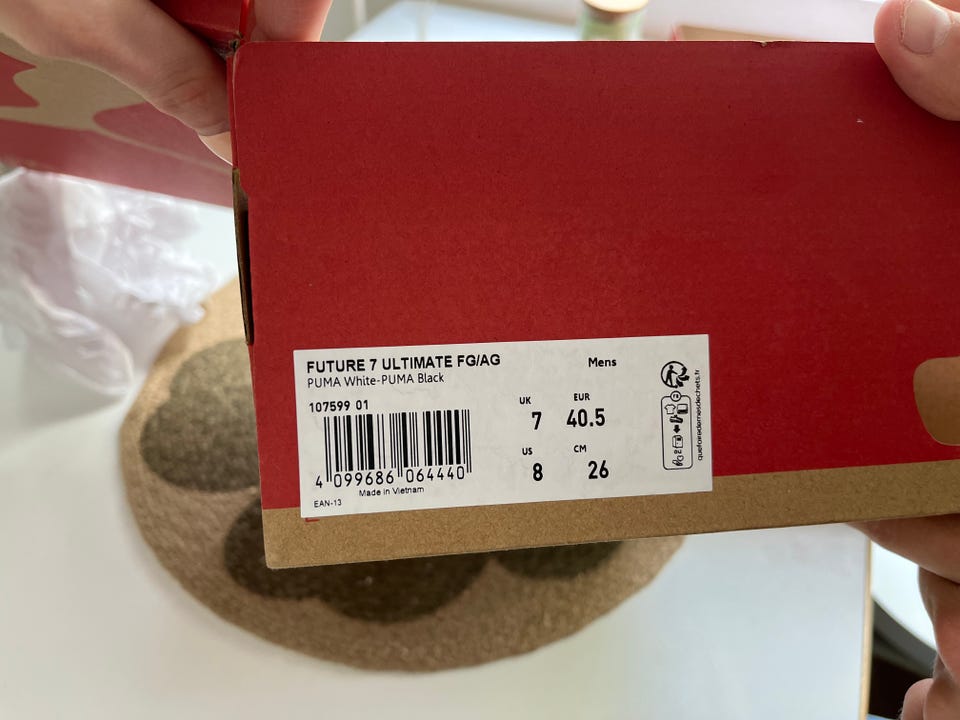 FUTURE 7 ULTIMATE FG/AG
Mens
PUMA White-PUMA Black
107599 01
UK
EUR
7
40.5
US
CM
8
26
4 099686 064440
Made in Vietnam
EAN-13
quefairedemesdechets.fr